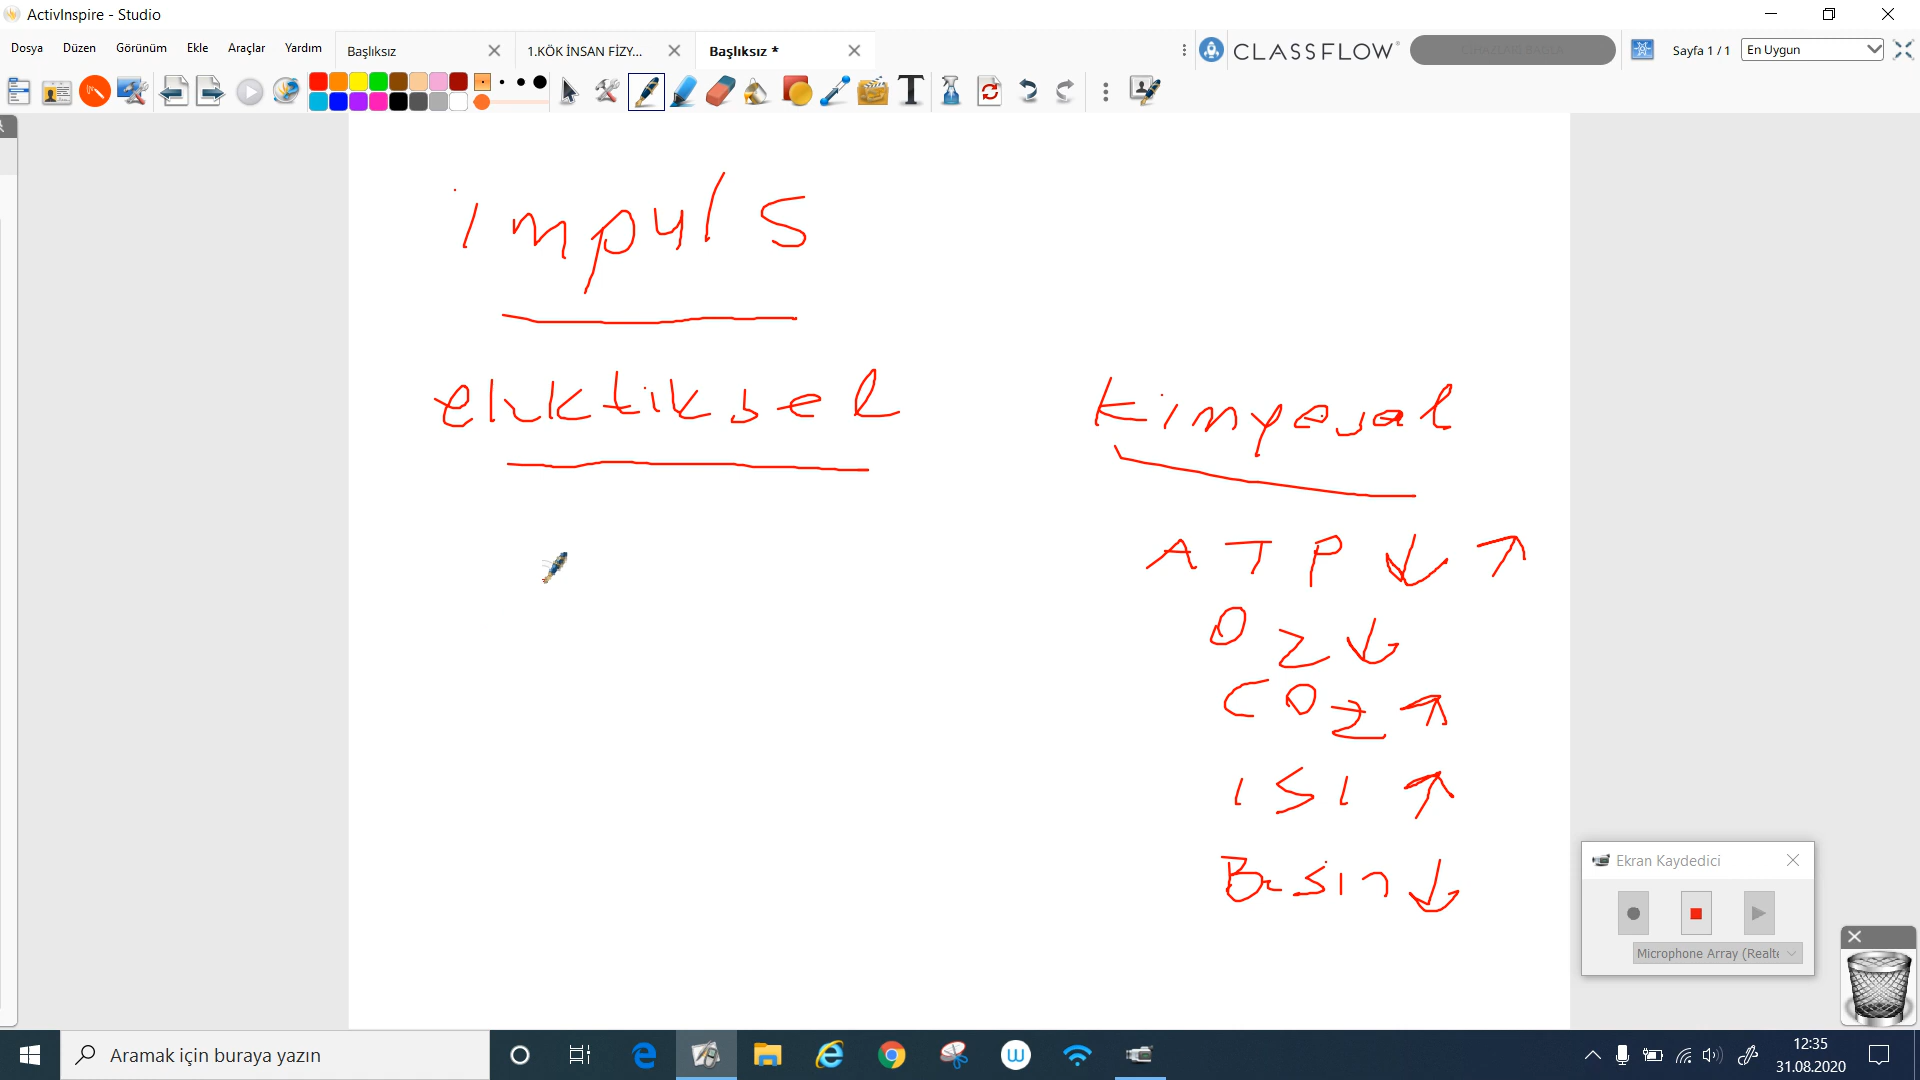 ActivInspire - Studio
Dosya Düzen Görünüm Ekle Araçlar Yardım
Başlıksız
1.KÖK İNSAN FİZY...
Başlıksız *
CLASSFLOW
Sayfa 1 / 1
En Uygun
impuls
elektiksel
kimyasal
ATP ↓ ↑
O2 ↓
CO2 ↑
ISI ↑
Basın ↓
Ekran Kaydedici
Microphone Array (Realte
Aramak için buraya yazın
12:35
31.08.2020